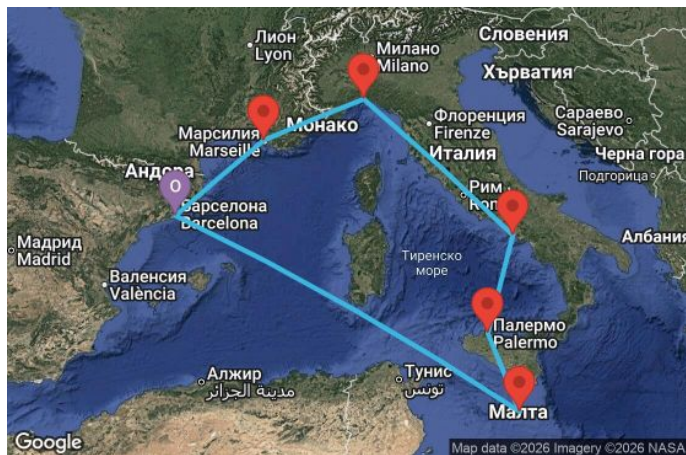 Лион
Lyon
Милано
Milano
Словения
Хърватия
Марсилия
Marseille
Монако
Флоренция
Firenze
Сараево
Sarajevo
Италия
Черна гора
Подгорица
Андора
O
Барселона
Barcelona
Рим
Мадрид
Madrid
Валенсия
València
Тиренско
море
Албания
Палермо
Palermo
Алжир
مدينة الجزائر
Тунис
تونس
Малта
Google
Map data ©2026 Imagery ©2026 NASA